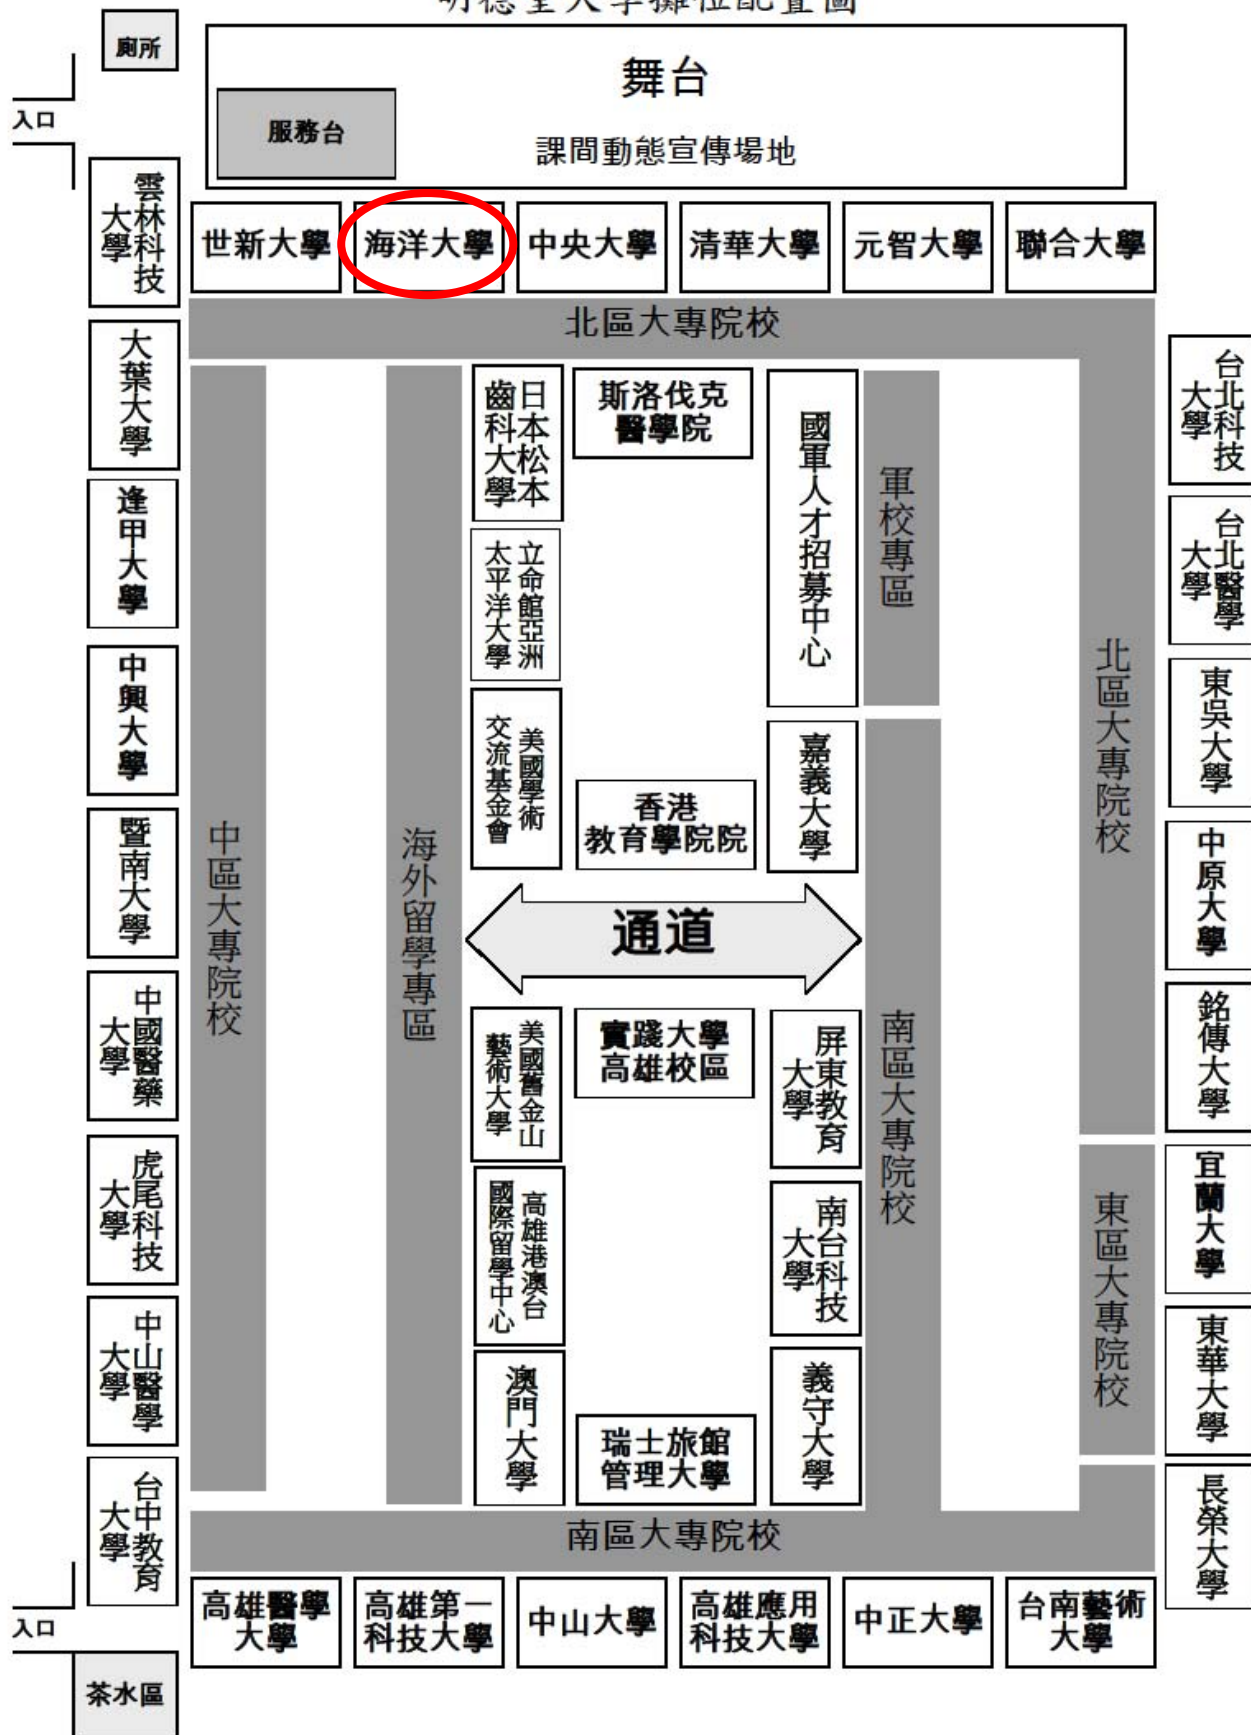 明德堂大學攤位配置圖
廁所
入口
舞台
服務台
課間動態宣傳場地
雲林科技
大學
世新大學
海洋大學
中央大學
清華大學
元智大學
聯合大學
北區大專院校
大葉大學
逢甲大學
中興大學
暨南大學
中國醫藥
大學
虎尾科技
大學
中山醫學
大學
台中教育
大學
中區大專院校
海外留學專區
日本松本
齒科大學
立命館亞洲
太平洋大學
美國學術
交流基金會
斯洛伐克
醫學院
香港
教育學院院
國軍人才招募中心
嘉義大學
軍校專區
通道
美國舊金山
藝術大學
高雄港澳台
國際留學中心
澳門大學
實踐大學
高雄校區
瑞士旅館
管理大學
屏東教育
大學
南台科技
大學
義守大學
南區大專院校
北區大專院校
東區大專院校
台北科技
大學
台北醫學
大學
東吳大學
中原大學
銘傳大學
宜蘭大學
東華大學
長榮大學
南區大專院校
高雄醫學
大學
高雄第一
科技大學
中山大學
高雄應用
科技大學
中正大學
台南藝術
大學
入口
茶水區